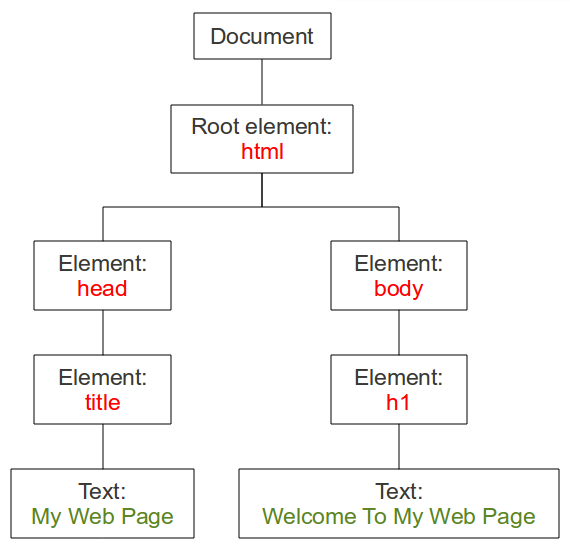 Document
Root element:
html
Element:
head
Element:
body
Element:
title
Element:
h1
Text:
My Web Page
Text:
Welcome To My Web Page